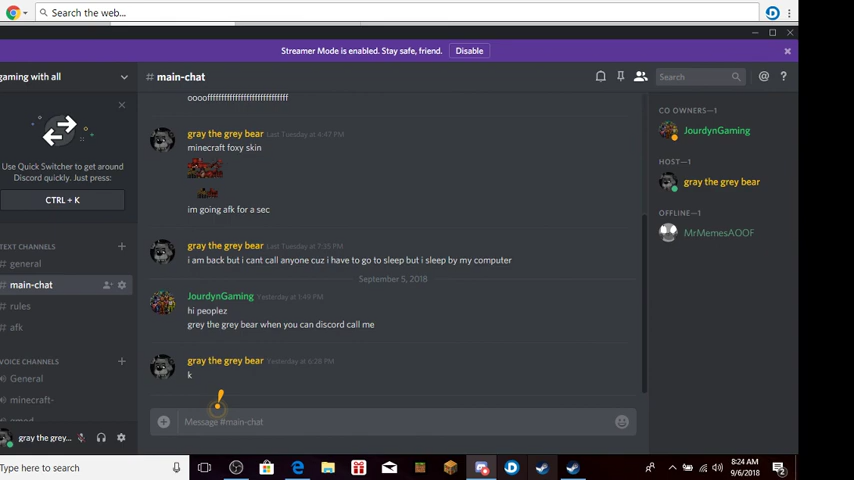 Search the web...
Streamer Mode is enabled. Stay safe, friend. Disable
gaming with all
# main-chat
Search
Use Quick Switcher to get around
Discord quickly. Just press:
CTRL + K
TEXT CHANNELS
# general
# main-chat
# rules
# afk
VOICE CHANNELS
General
minecraft-
gray the grey...
gray the grey bear Last Tuesday at 4:47 PM
minecraft foxy skin
im going afk for a sec
gray the grey bear Last Tuesday at 7:35 PM
i am back but i cant call anyone cuz i have to go to sleep but i sleep by my computer
September 5, 2018
JourdynGaming Yesterday at 1:49 PM
hi peoplez
grey the grey bear when you can discord call me
gray the grey bear Yesterday at 6:28 PM
k
Message #main-chat
CO OWNERS—1
JourdynGaming
HOST—1
gray the grey bear
OFFLINE—1
MrMemesAOOF
Type here to search
8:24 AM
9/6/2018
2